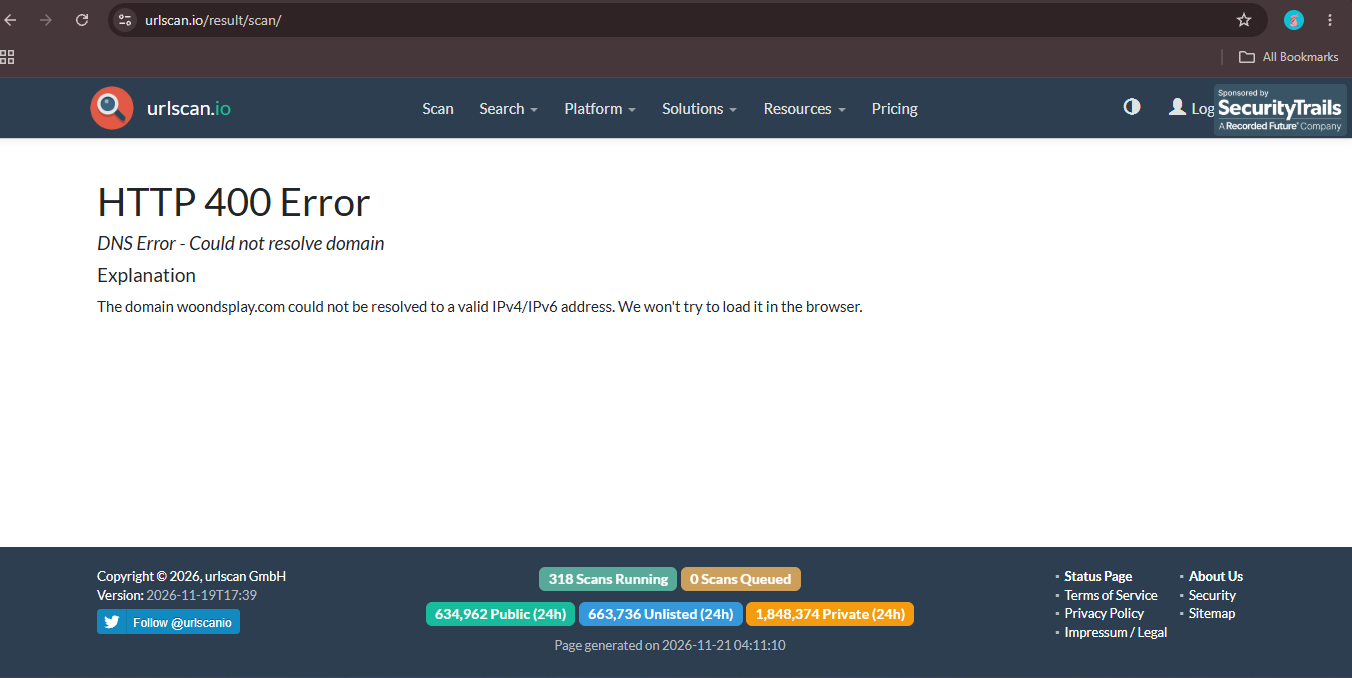 urlscan.io/result/scan/
All Bookmarks
urlscan.io
Scan Search Platform Solutions Resources Pricing
Log
Sponsored by
SecurityTrails
A Recorded Future® Company
HTTP 400 Error
DNS Error - Could not resolve domain
Explanation
The domain woondsplay.com could not be resolved to a valid IPv4/IPv6 address. We won't try to load it in the browser.
Copyright © 2026, urlscan GmbH
Version: 2026-11-19T17:39
Follow @urlscanio
318 Scans Running 0 Scans Queued
634,962 Public (24h) 663,736 Unlisted (24h) 1,848,374 Private (24h)
Page generated on 2026-11-21 04:11:10
Status Page
Terms of Service
Privacy Policy
Impressum / Legal
About Us
Security
Sitemap